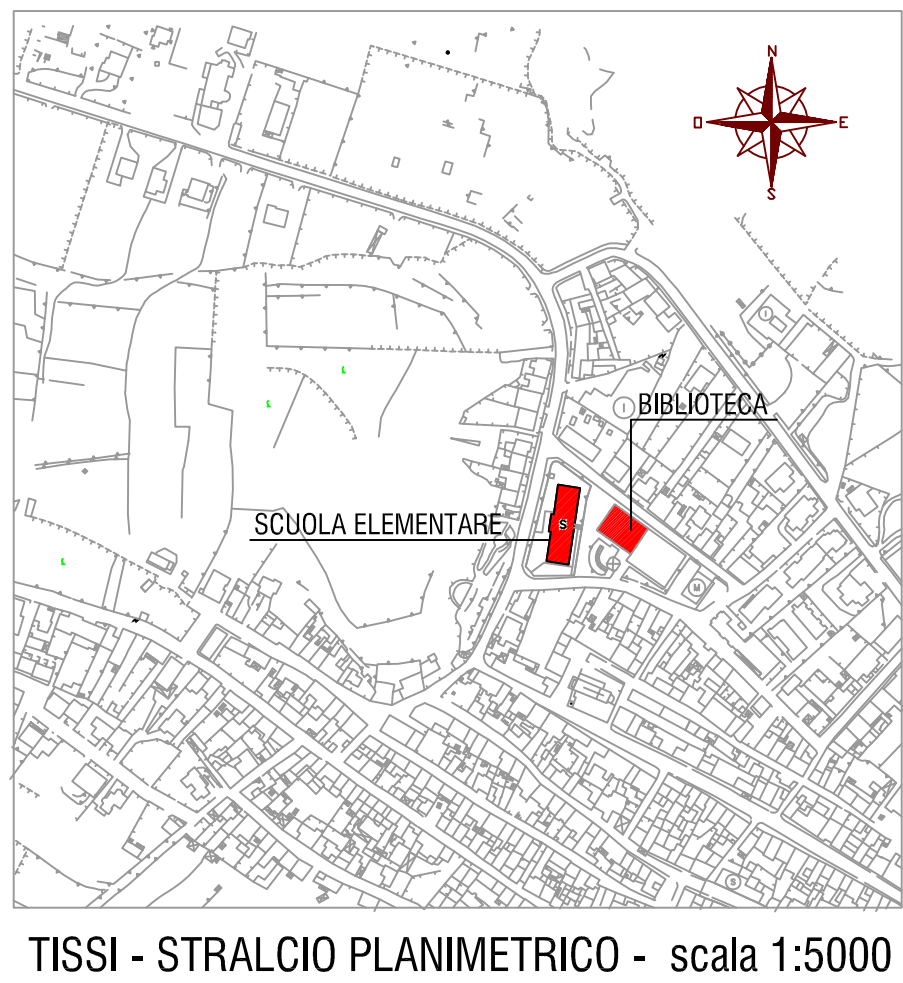 N
O E
S
I
I
BIBLIOTECA
SCUOLA ELEMENTARE
S
M
S
TISSI - STRALCIO PLANIMETRICO - scala 1:5000